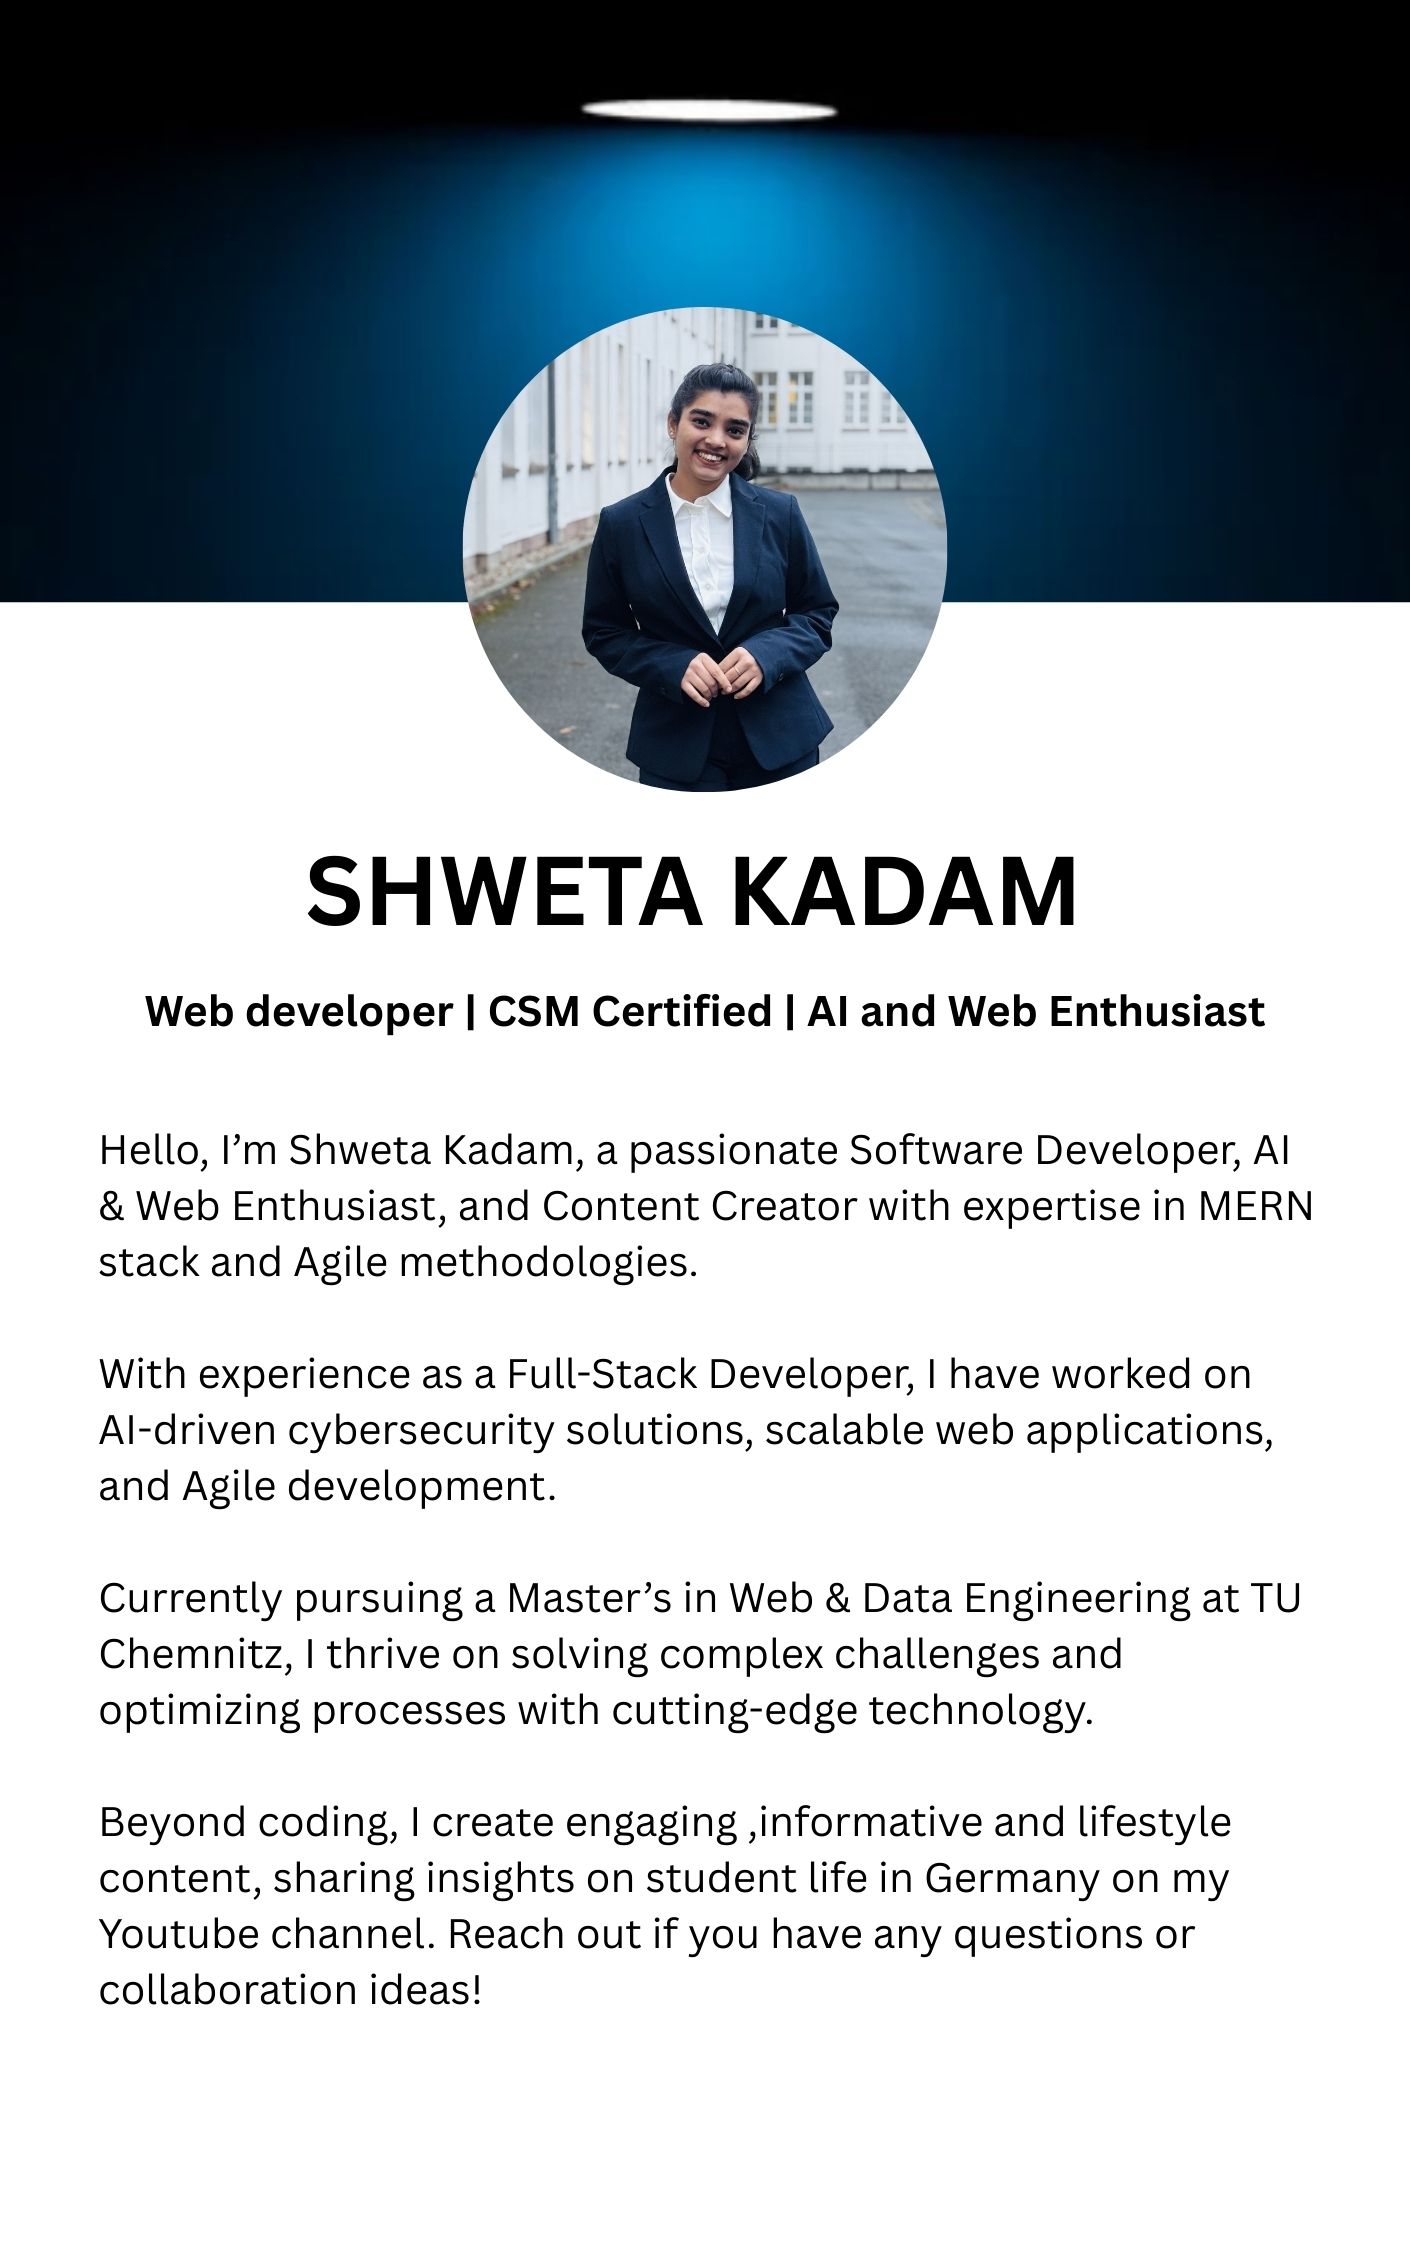 SHWETA KADAM
Web developer | CSM Certified | AI and Web Enthusiast
Hello, I’m Shweta Kadam, a passionate Software Developer, AI
& Web Enthusiast, and Content Creator with expertise in MERN
stack and Agile methodologies.
With experience as a Full-Stack Developer, I have worked on
AI-driven cybersecurity solutions, scalable web applications,
and Agile development.
Currently pursuing a Master’s in Web & Data Engineering at TU
Chemnitz, I thrive on solving complex challenges and
optimizing processes with cutting-edge technology.
Beyond coding, I create engaging ,informative and lifestyle
content, sharing insights on student life in Germany on my
Youtube channel. Reach out if you have any questions or
collaboration ideas!